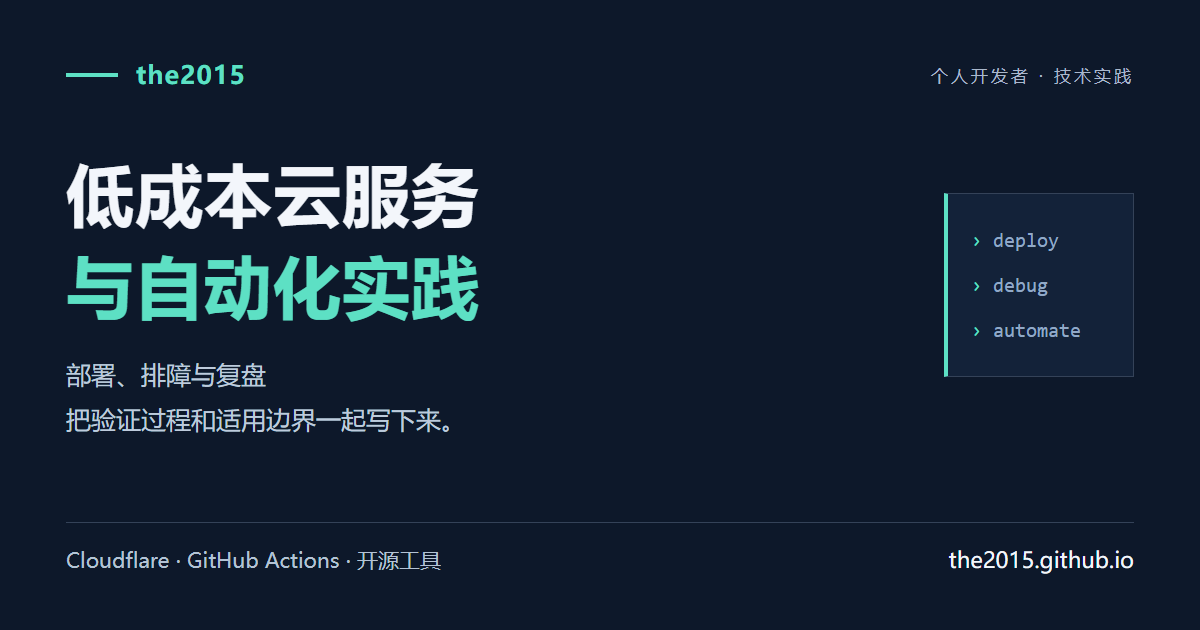 the2015
个人开发者 · 技术实践
低成本云服务
与自动化实践
部署、排障与复盘
把验证过程和适用边界一起写下来。
› deploy
› debug
› automate
Cloudflare · GitHub Actions · 开源工具
the2015.github.io